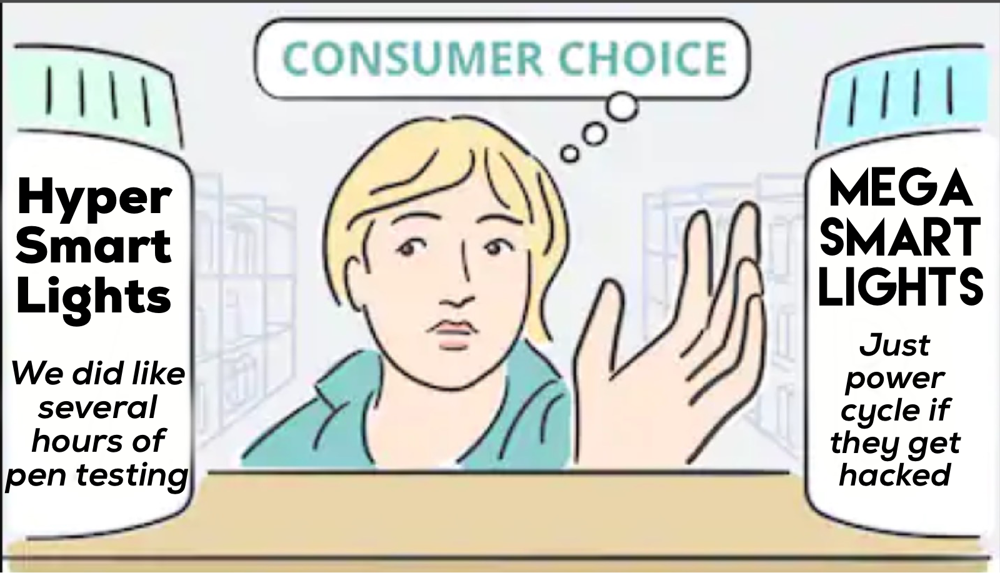 CONSUMER CHOICE
Hyper
Smart
Lights
We did like
several
hours of
pen testing
MEGA
SMART
LIGHTS
Just
power
cycle if
they get
hacked